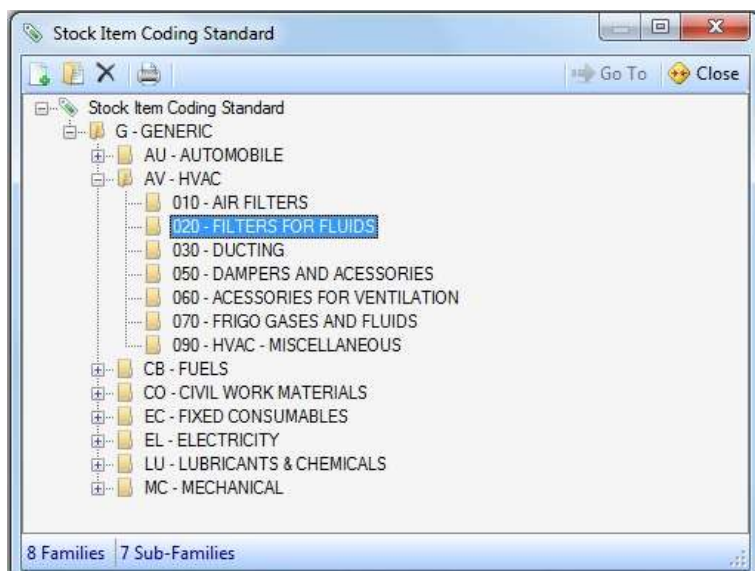 Stock Item Coding Standard
Go To Close
Stock Item Coding Standard
G - GENERIC
AU - AUTOMOBILE
AV - HVAC
010 - AIR FILTERS
020 - FILTERS FOR FLUIDS
030 - DUCTING
050 - DAMPERS AND ACESSORIES
060 - ACESSORIES FOR VENTILATION
070 - FRIGO GASES AND FLUIDS
090 - HVAC - MISCELLANEOUS
CB - FUELS
CO - CIVIL WORK MATERIALS
EC - FIXED CONSUMABLES
EL - ELECTRICITY
LU - LUBRICANTS & CHEMICALS
MC - MECHANICAL
8 Families 7 Sub-Families